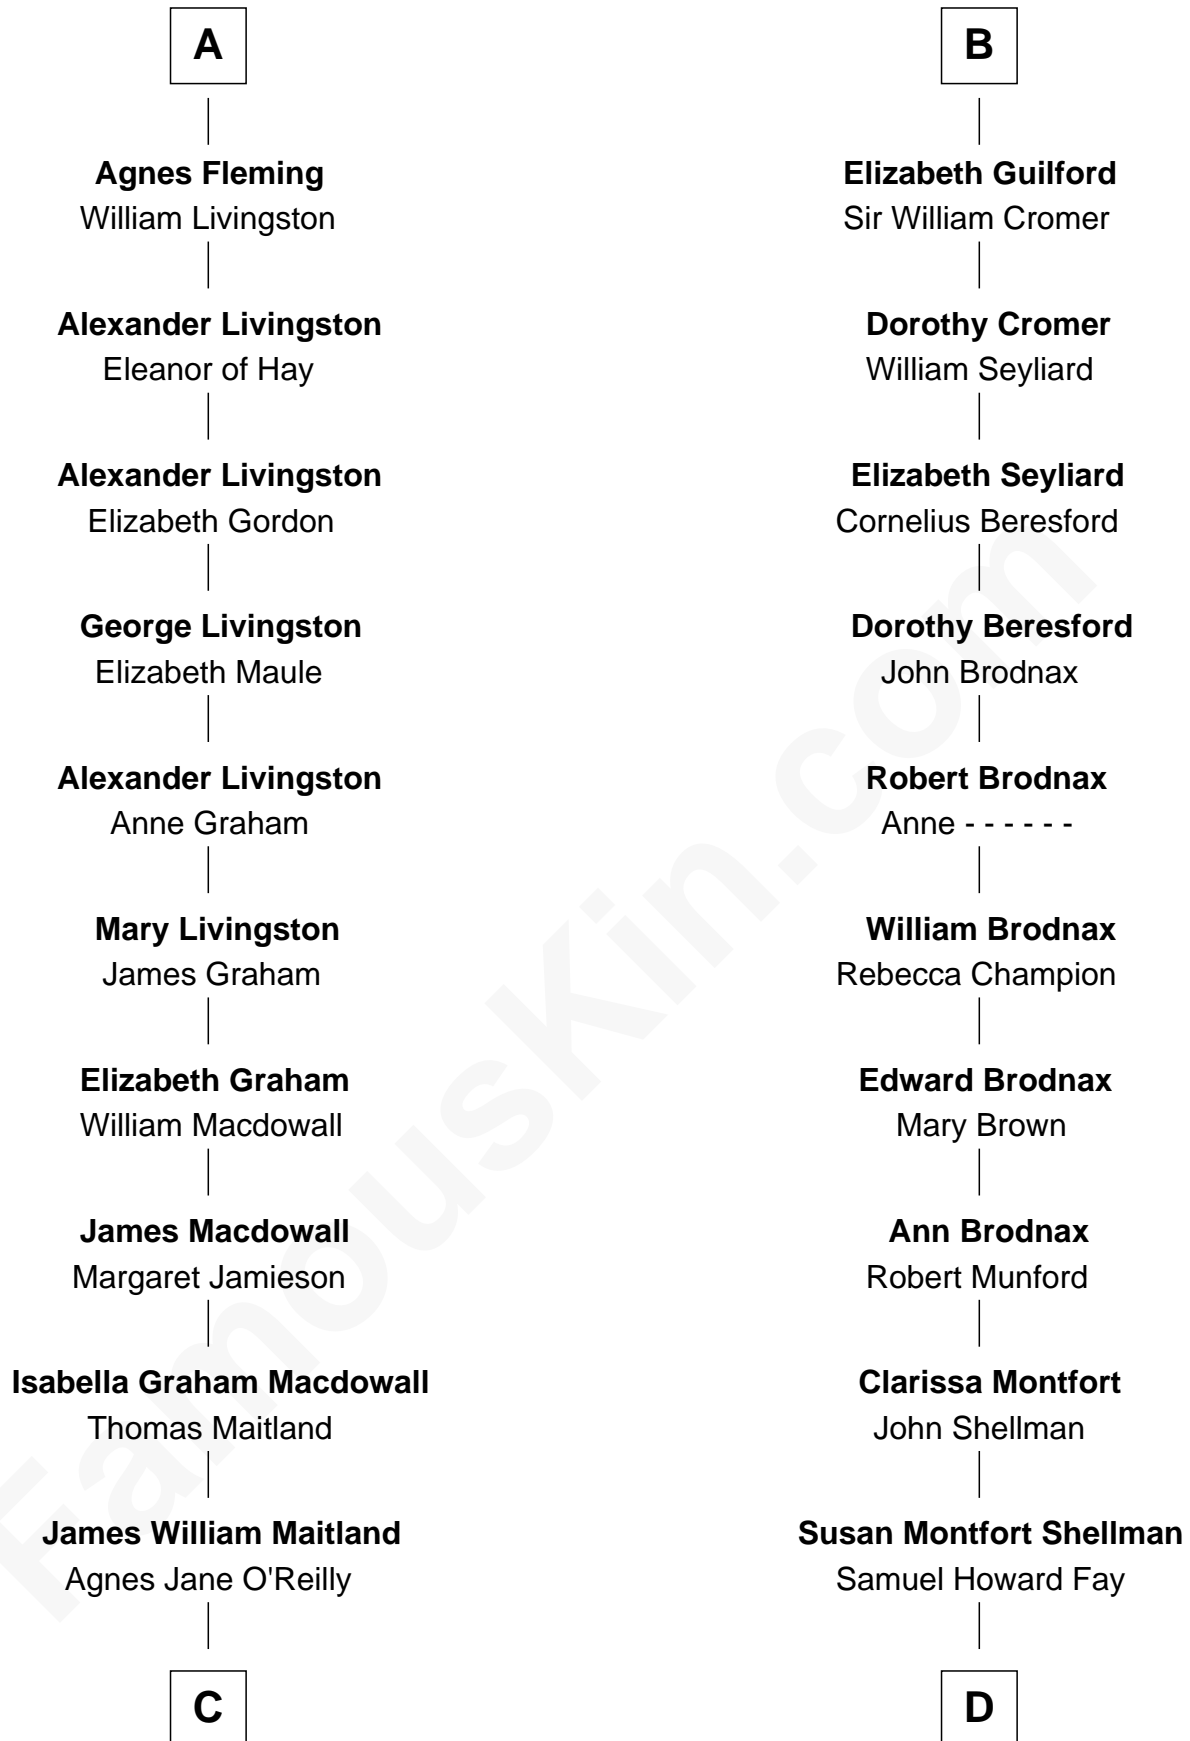 A
Agnes Fleming
William Livingston
Alexander Livingston
Eleanor of Hay
Alexander Livingston
Elizabeth Gordon
George Livingston
Elizabeth Maule
Alexander Livingston
Anne Graham
Mary Livingston
James Graham
Elizabeth Graham
William Macdowall
James Macdowall
Margaret Jamieson
Isabella Graham Macdowall
Thomas Maitland
James William Maitland
Agnes Jane O'Reilly
C
B
Elizabeth Guilford
Sir William Cromer
Dorothy Cromer
William Seyliard
Elizabeth Seyliard
Cornelius Beresford
Dorothy Beresford
John Brodnax
Robert Brodnax
Anne - - - - - -
William Brodnax
Rebecca Champion
Edward Brodnax
Mary Brown
Ann Brodnax
Robert Munford
Clarissa Montfort
John Shellman
Susan Montfort Shellman
Samuel Howard Fay
D
FamousKin.com